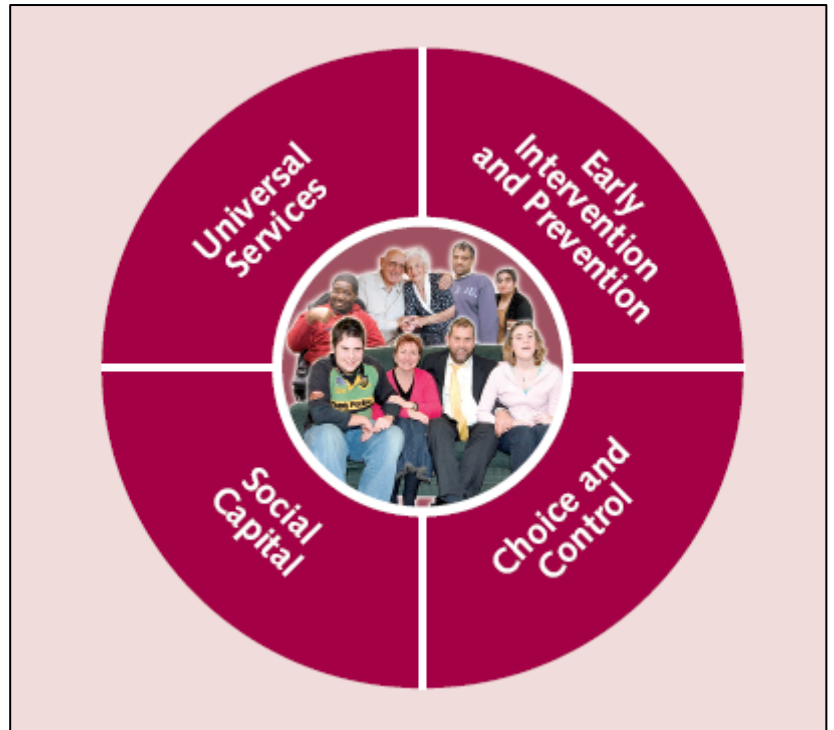 Universal
Services
Early
Intervention
and Prevention
Social
Capital
Choice and
Control